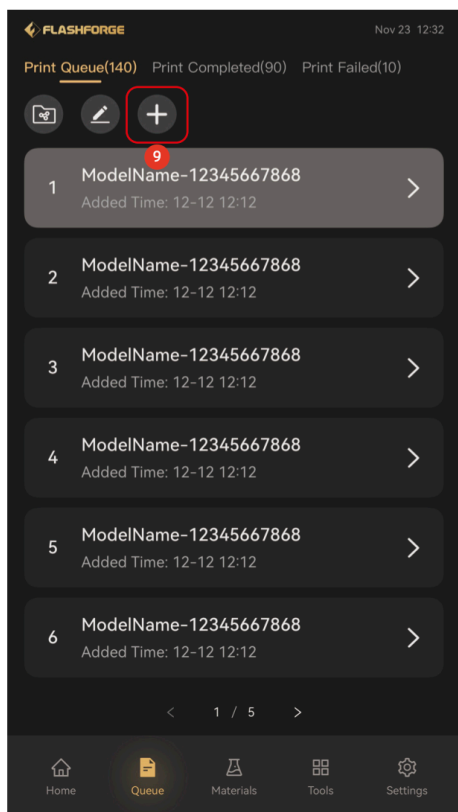 FLASHFORGE Nov 23 12:32
Print Queue(140) Print Completed(90) Print Failed(10)
9
1 ModelName-12345667868
Added Time: 12-12 12:12
2 ModelName-12345667868
Added Time: 12-12 12:12
3 ModelName-12345667868
Added Time: 12-12 12:12
4 ModelName-12345667868
Added Time: 12-12 12:12
5 ModelName-12345667868
Added Time: 12-12 12:12
6 ModelName-12345667868
Added Time: 12-12 12:12
< 1 / 5 >
Home Queue Materials Tools Settings